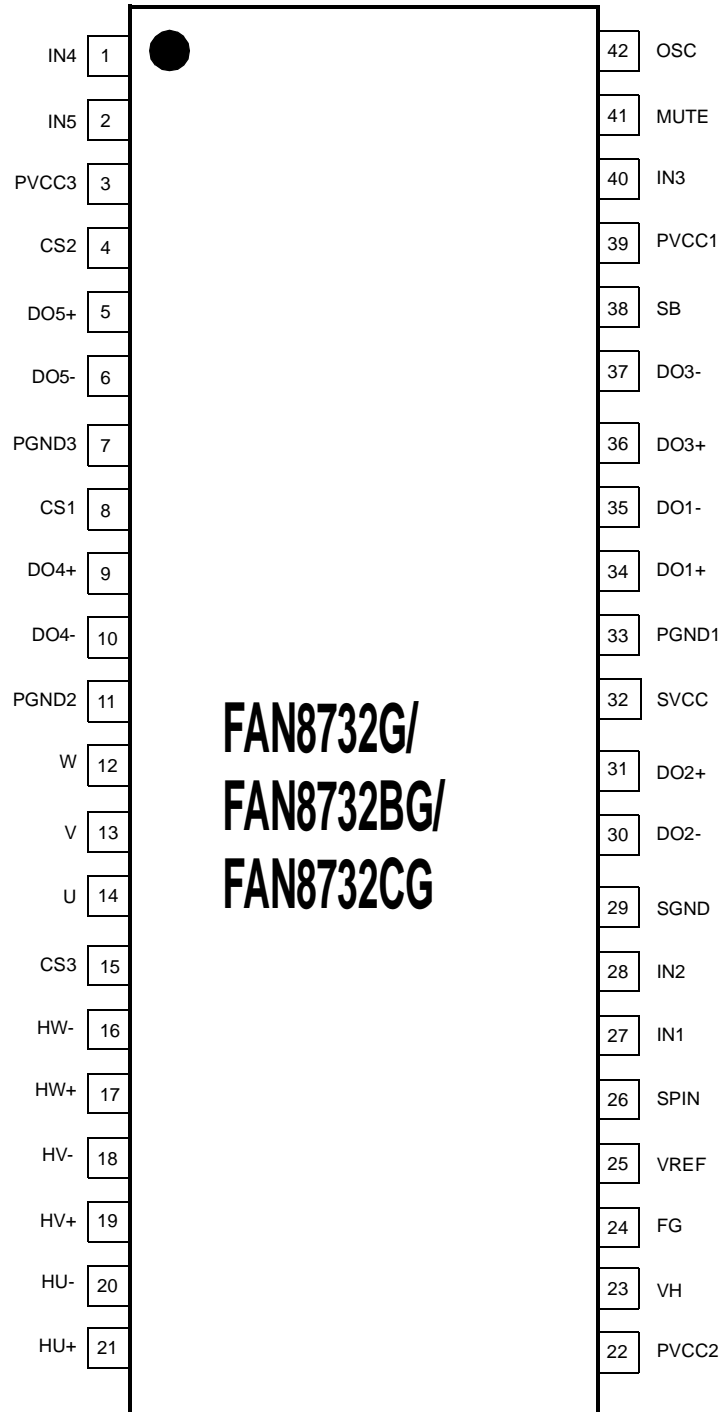 IN4 1 42 OSC
IN5 2 41 MUTE
PVCC3 3 40 IN3
CS2 4 39 PVCC1
DO5+ 5 38 SB
DO5- 6 37 DO3-
PGND3 7 36 DO3+
CS1 8 35 DO1-
DO4+ 9 34 DO1+
DO4- 10 33 PGND1
PGND2 11 32 SVCC
FAN8732G/
W 12 31 DO2+
FAN8732BG/
V 13 30 DO2-
FAN8732CG
U 14 29 SGND
CS3 15 28 IN2
HW- 16 27 IN1
HW+ 17 26 SPIN
HV- 18 25 VREF
HV+ 19 24 FG
HU- 20 23 VH
HU+ 21 22 PVCC2